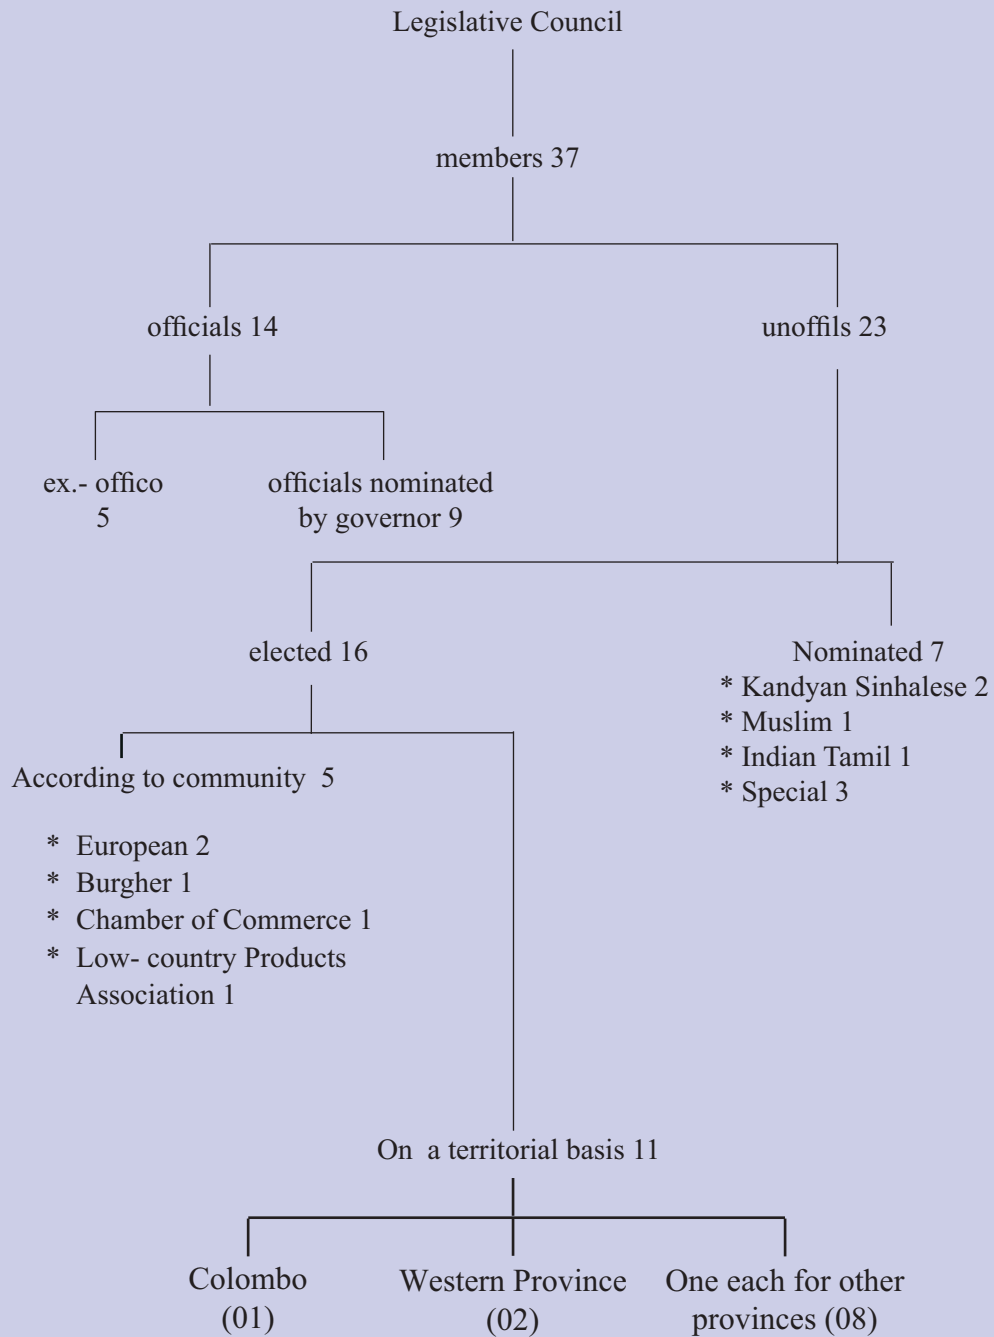 Legislative Council
members 37
officials 14
unoffils 23
ex.- offico
5
officials nominated
by governor 9
elected 16
Nominated 7
* Kandyan Sinhalese 2
* Muslim 1
* Indian Tamil 1
* Special 3
According to community 5
* European 2
* Burgher 1
* Chamber of Commerce 1
* Low- country Products
Association 1
On a territorial basis 11
Colombo
(01)
Western Province
(02)
One each for other
provinces (08)